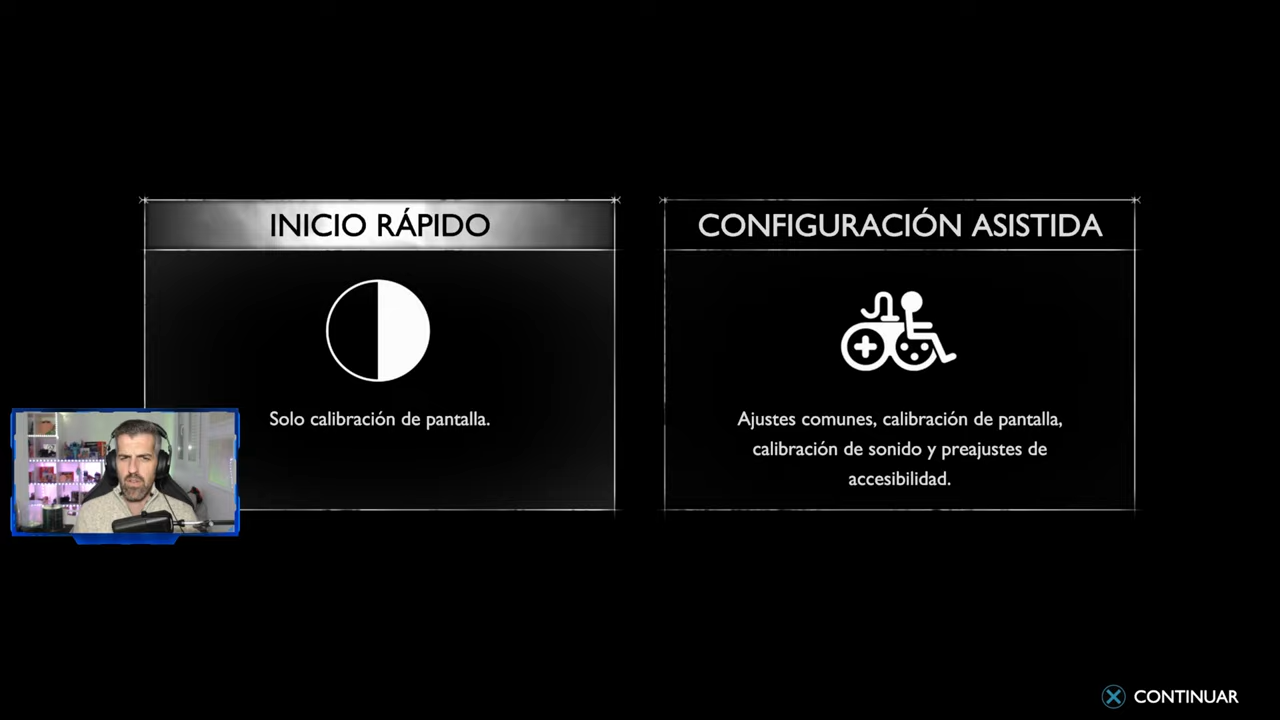 INICIO RÁPIDO
Solo calibración de pantalla.
CONFIGURACIÓN ASISTIDA
Ajustes comunes, calibración de pantalla,
calibración de sonido y preajustes de
accesibilidad.
CONTINUAR